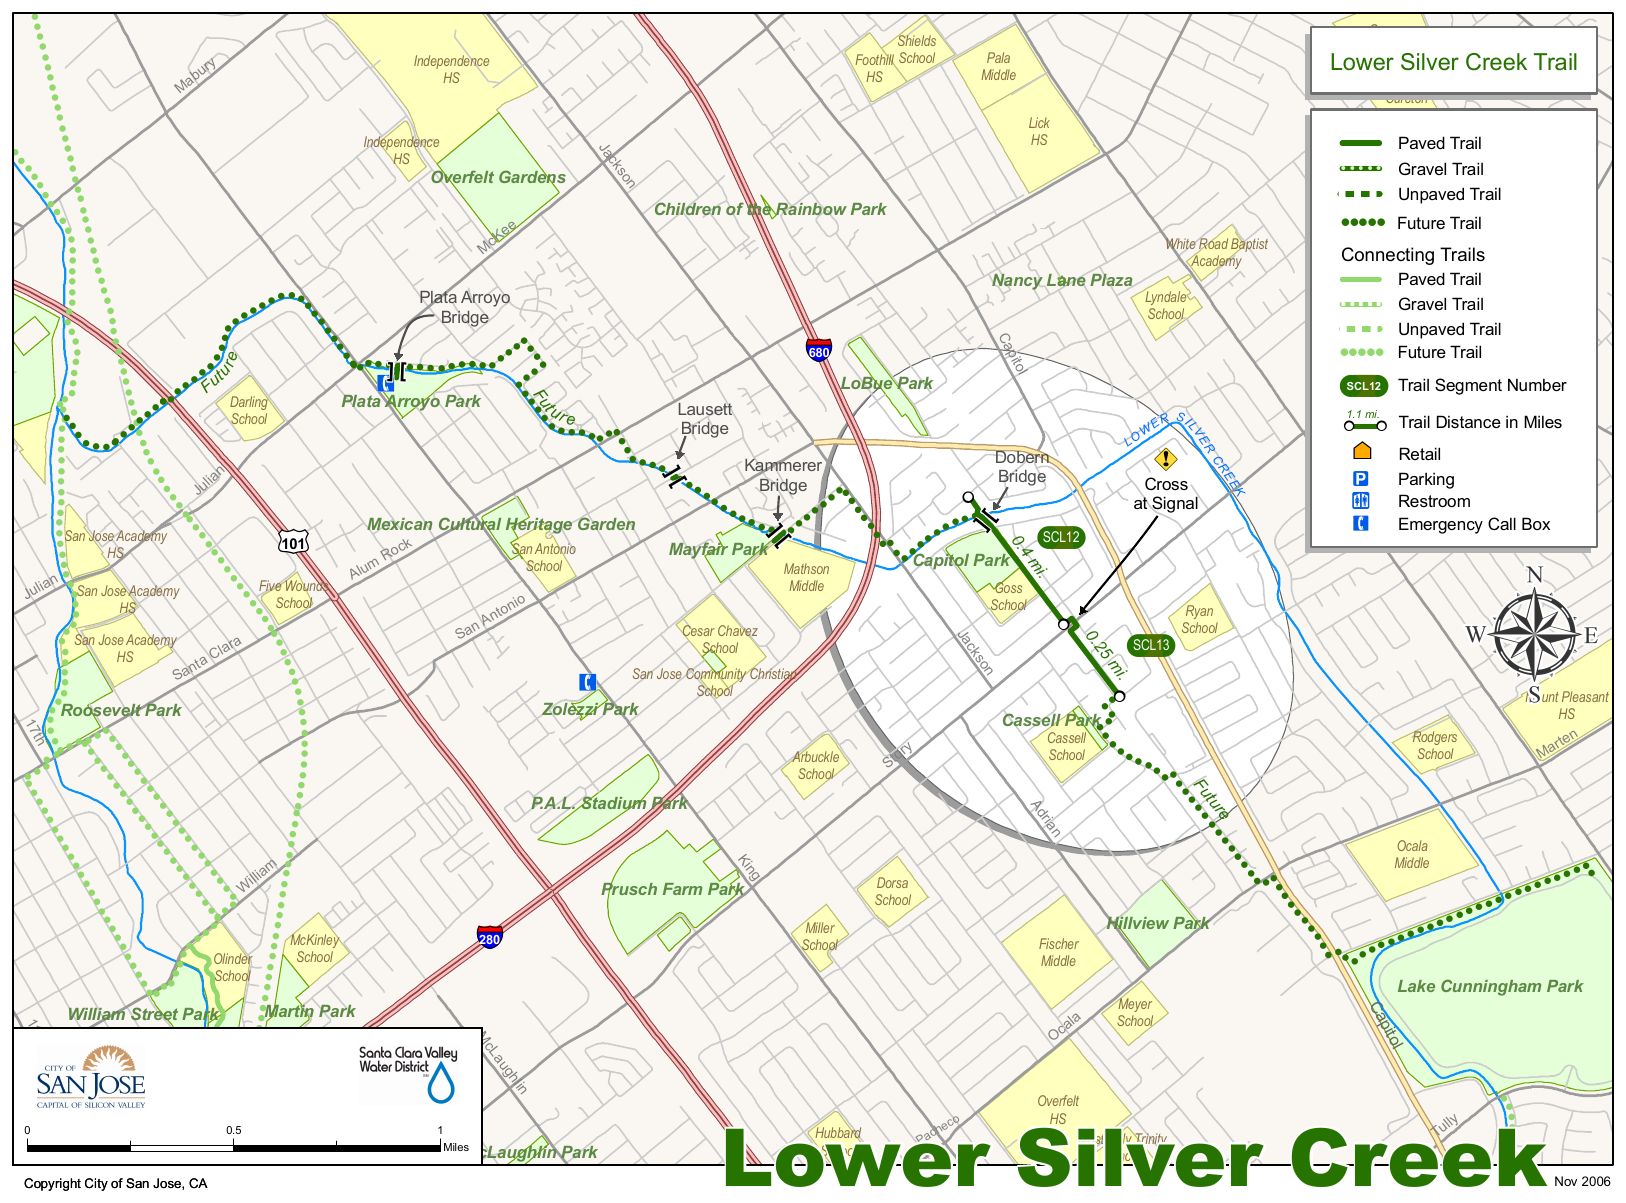 Lower Silver Creek Trail
Paved Trail
Gravel Trail
Unpaved Trail
Future Trail
Connecting Trails
Paved Trail
Gravel Trail
Unpaved Trail
Future Trail
SCL12 Trail Segment Number
1.1 mi. Trail Distance in Miles
Retail
P Parking
Restroom
Emergency Call Box
N
W E
S
Mabury
Independence
HS
Independence
HS
Overfelt Gardens
McKee
Jackson
Shields
School
Foothill
HS
Pala
Middle
Lick
HS
Children of the Rainbow Park
White Road Baptist
Academy
Nancy Lane Plaza
Lyndale
School
Capitol
680
LoBue Park
Plata Arroyo
Bridge
Future
Plata Arroyo Park
Future
Darling
School
Julian
Lausett
Bridge
Kammerer
Bridge
Dobern
Bridge
LOWER SILVER CREEK
Cross
at Signal
SCL12
0.4 mi.
Capitol Park
Goss
School
Ryan
School
SCL13
0.25 mi.
Mexican Cultural Heritage Garden
San Antonio
School
Mayfair Park
Mathson
Middle
101
Alum Rock
San Jose Academy
HS
Julian
San Jose Academy
HS
San Jose Academy
HS
Five Wounds
School
Santa Clara
San Antonio
Cesar Chavez
School
San Jose Community Christian
School
Jackson
Roosevelt Park
17th
Zolezzi Park
Cassell Park
Cassell
School
Mount Pleasant
HS
Marten
Rodgers
School
Arbuckle
School
Story
Adrian
Future
P.A.L. Stadium Park
King
Prusch Farm Park
Ocala
Middle
Dorsa
School
Miller
School
Fischer
Middle
Hillview Park
William
280
McKinley
School
Olinder
School
William Street Park
Martin Park
Meyer
School
Ocala
Lake Cunningham Park
Capitol
McLaughlin
Overfelt
HS
Pacheco
Hubbard
Trinity
Tully
CITY OF
SAN JOSE
CAPITAL OF SILICON VALLEY
Santa Clara Valley
Water District
0 0.5 1
Miles
cLaughlin Park
Lower Silver Creek
Copyright City of San Jose, CA
Nov 2006